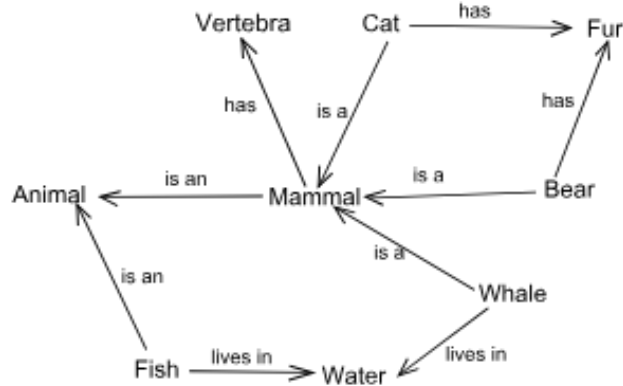 Vertebra
Cat
has
Fur
has
is a
has
Animal
is an
Mammal
is a
Bear
is an
is a
Whale
Fish
lives in
Water
lives in